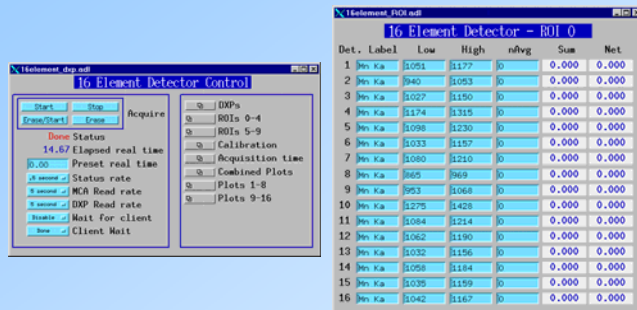 16element_dxp.adl
16 Element Detector Control
Start Stop
Erase/Start Erase
Acquire
Done Status
14.67 Elapsed real time
0.00 Preset real time
.5 second Status rate
5 second MCA Read rate
5 second DXP Read rate
Disable Wait for client
Done Client Wait
DXPs
ROIs 0-4
ROIs 5-9
Calibration
Acquisition time
Combined Plots
Plots 1-8
Plots 9-16
16element_ROI.adl
16 Element Detector - ROI 0
Det. Label Low High nAvg Sum Net
1 Mn Ka 1051 1177 0 0.000 0.000
2 Mn Ka 940 1053 0 0.000 0.000
3 Mn Ka 1027 1150 0 0.000 0.000
4 Mn Ka 1174 1315 0 0.000 0.000
5 Mn Ka 1098 1230 0 0.000 0.000
6 Mn Ka 1033 1157 0 0.000 0.000
7 Mn Ka 1080 1210 0 0.000 0.000
8 Mn Ka 865 969 0 0.000 0.000
9 Mn Ka 953 1068 0 0.000 0.000
10 Mn Ka 1275 1428 0 0.000 0.000
11 Mn Ka 1084 1214 0 0.000 0.000
12 Mn Ka 1062 1190 0 0.000 0.000
13 Mn Ka 1032 1156 0 0.000 0.000
14 Mn Ka 1058 1184 0 0.000 0.000
15 Mn Ka 1035 1159 0 0.000 0.000
16 Mn Ka 1042 1167 0 0.000 0.000